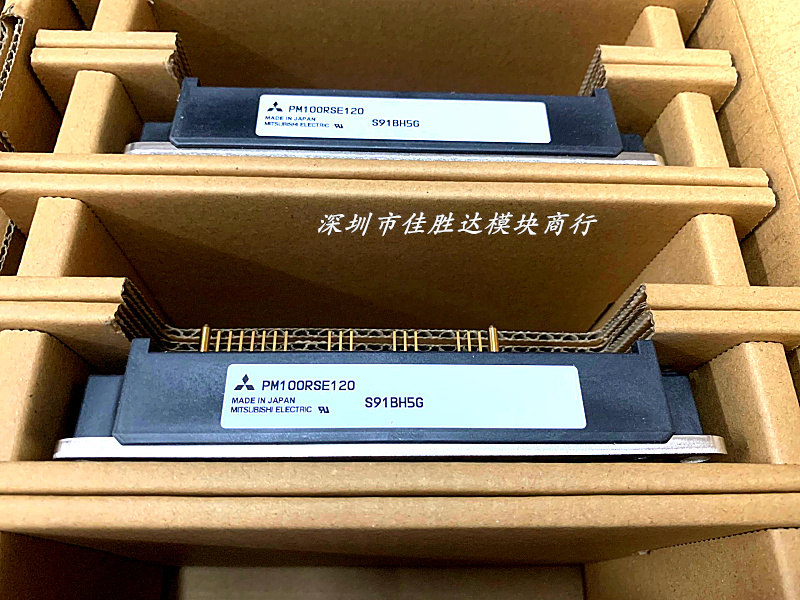 PM100RSE120
MADE IN JAPAN
MITSUBISHI ELECTRIC
S91BH5G
深圳市佳胜达模块商行
PM100RSE120
MADE IN JAPAN
MITSUBISHI ELECTRIC
S91BH5G